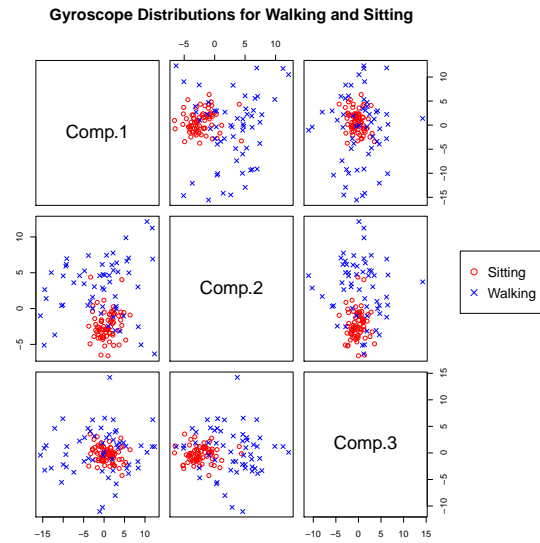 Gyroscope Distributions for Walking and Sitting
−5 0 5 10
Comp.1
−15 −10 −5 0 5 10
−5 0 5 10
Comp.2
Sitting
Walking
Comp.3
−10 −5 0 5 10 15
−15 −10 −5 0 5 10
−10 −5 0 5 10 15